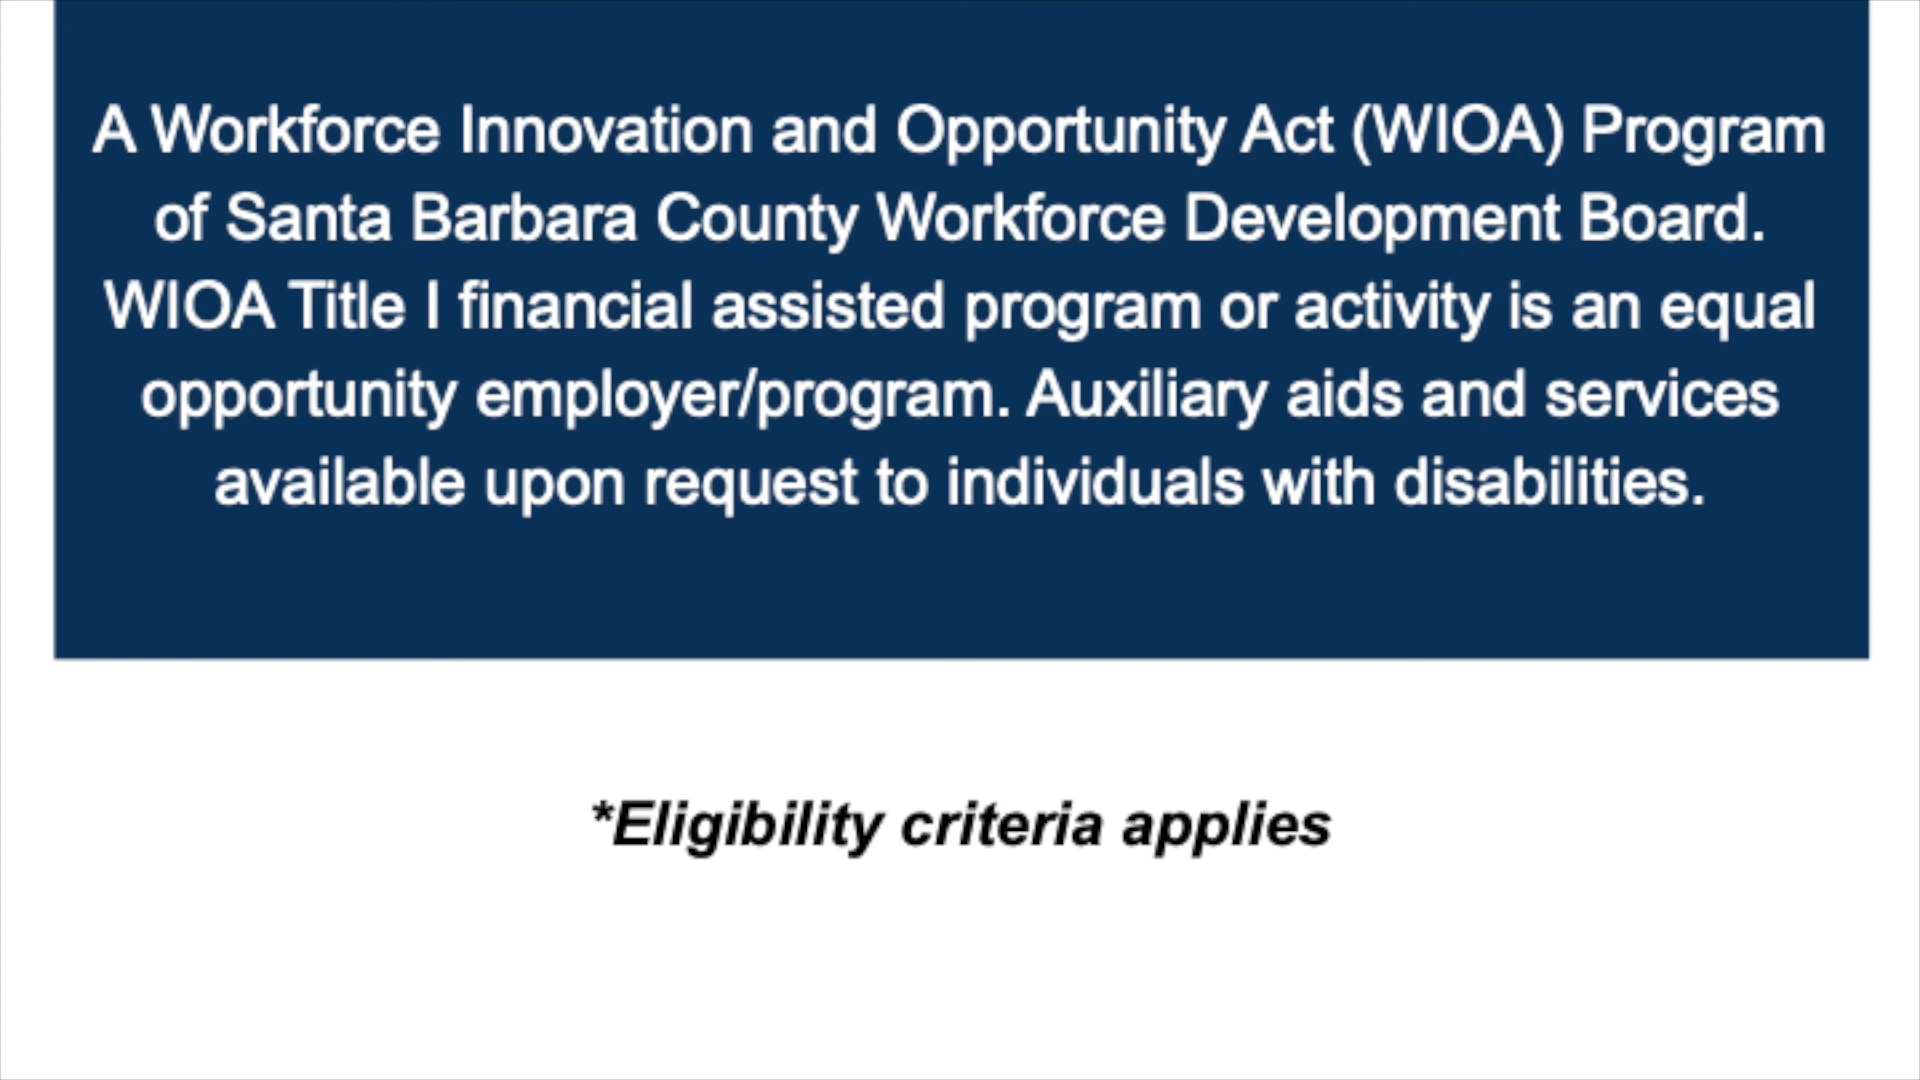 A Workforce Innovation and Opportunity Act (WIOA) Program
of Santa Barbara County Workforce Development Board.
WIOA Title I financial assisted program or activity is an equal
opportunity employer/program. Auxiliary aids and services
available upon request to individuals with disabilities.
*Eligibility criteria applies